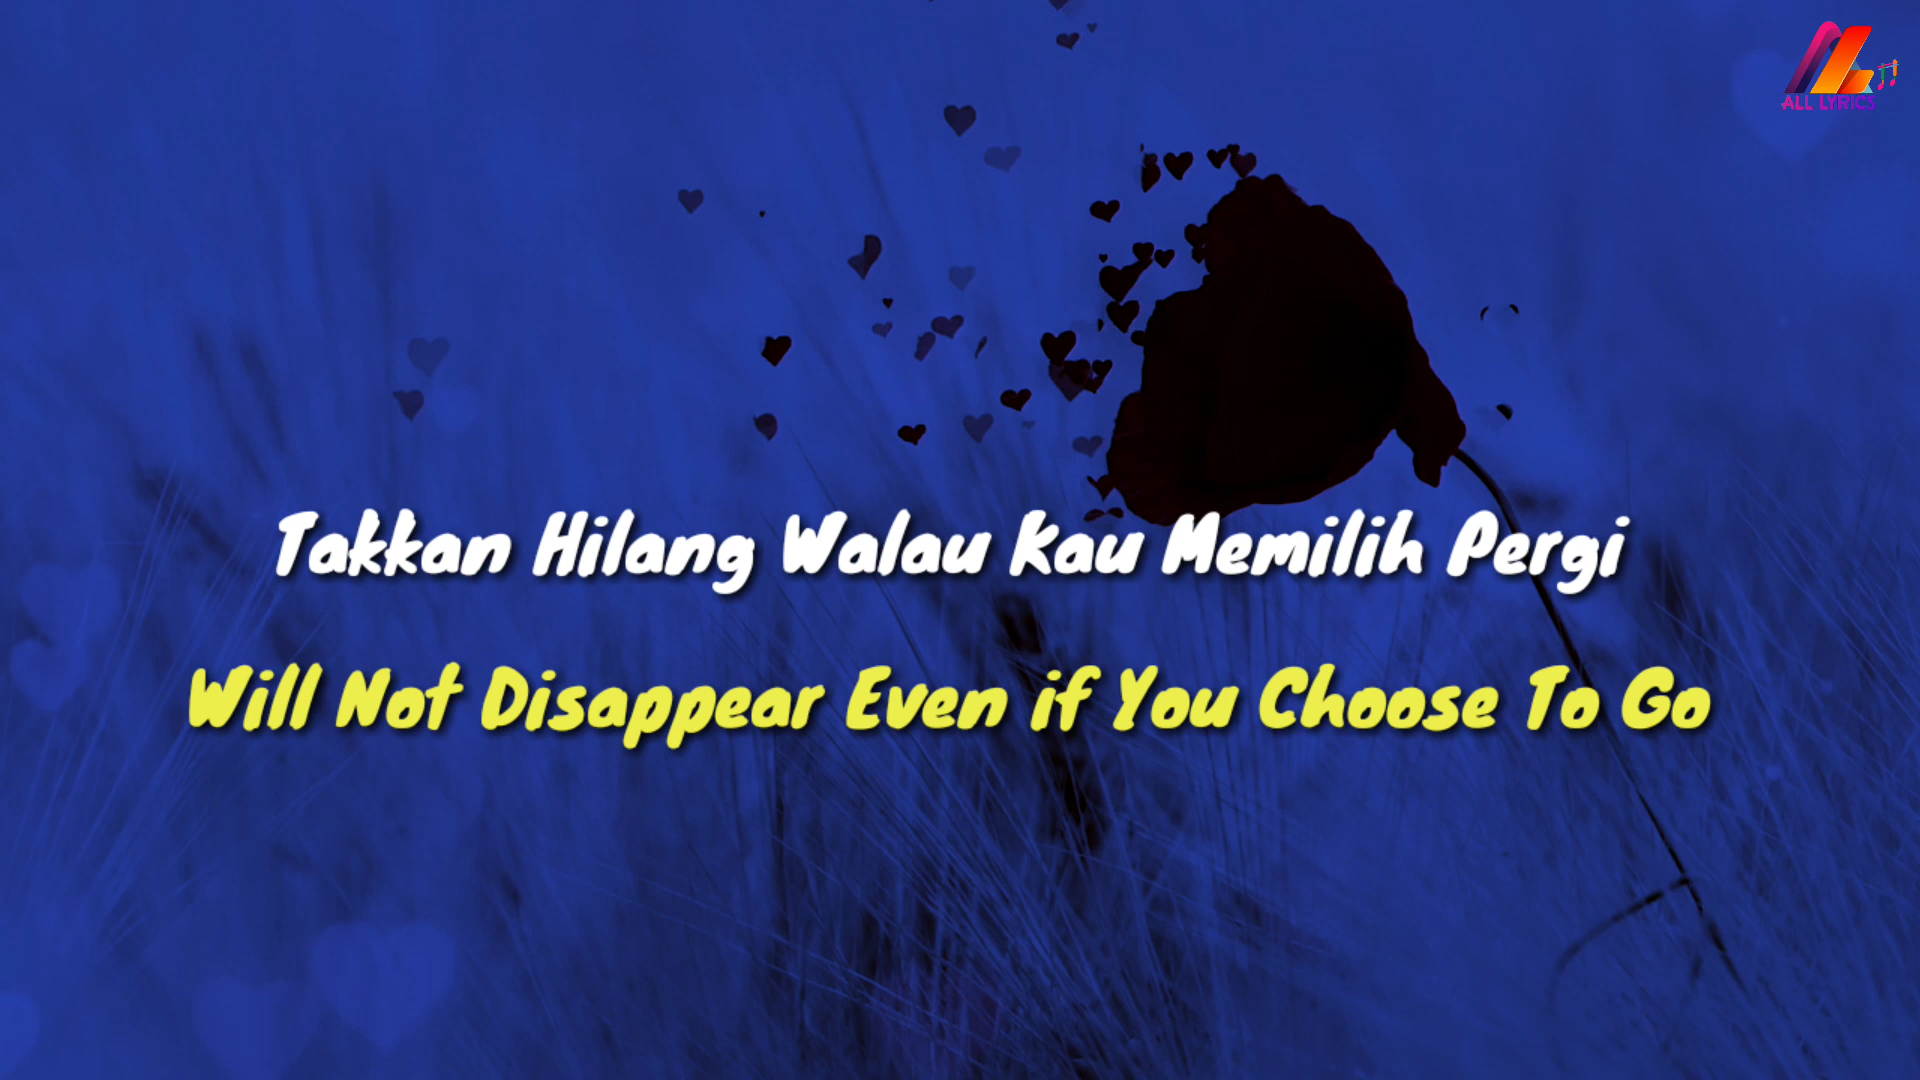 ALL LYRICS
Takkan Hilang Walau Kau Memilih Pergi
Will Not Disappear Even if You Choose To Go